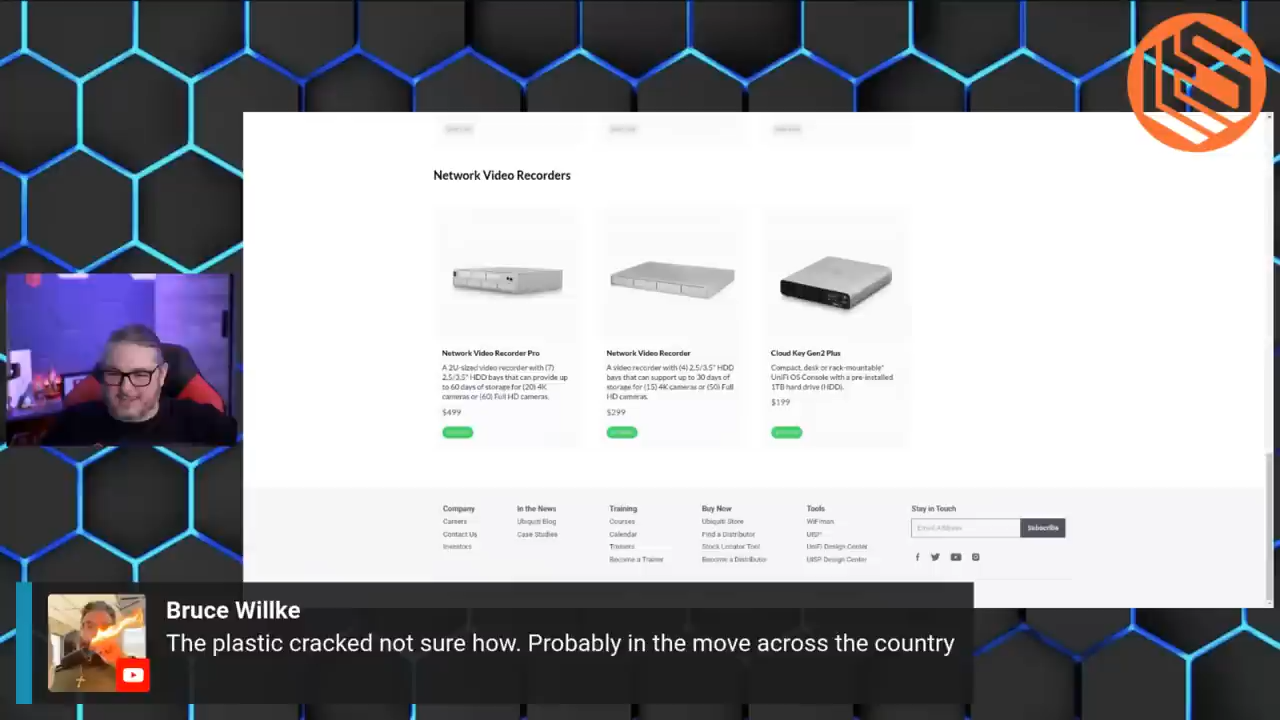 Network Video Recorders
Network Video Recorder Pro
A 2U-sized video recorder with (7)
2.5/3.5" HDD bays that can provide up
to 60 days of storage for (20) 4K
cameras or (60) Full HD cameras.
$499
Network Video Recorder
A video recorder with (4) 2.5/3.5" HDD
bays that can support up to 30 days of
storage for (15) 4K cameras or (50) Full
HD cameras.
$299
Cloud Key Gen2 Plus
Compact, desk or rack-mountable*
UniFi OS Console with a pre-installed
1TB hard drive (HDD).
$199
Company
Careers
Contact Us
Investors
In the News
Ubiquiti Blog
Case Studies
Training
Courses
Calendar
Trainers
Become a Trainer
Buy Now
Ubiquiti Store
Find a Distributor
Stock Locator Tool
Become a Distributor
Tools
WiFiman
UISP
UniFi Design Center
UISP Design Center
Stay in Touch
Email Address
Subscribe
Bruce Willke
The plastic cracked not sure how. Probably in the move across the country